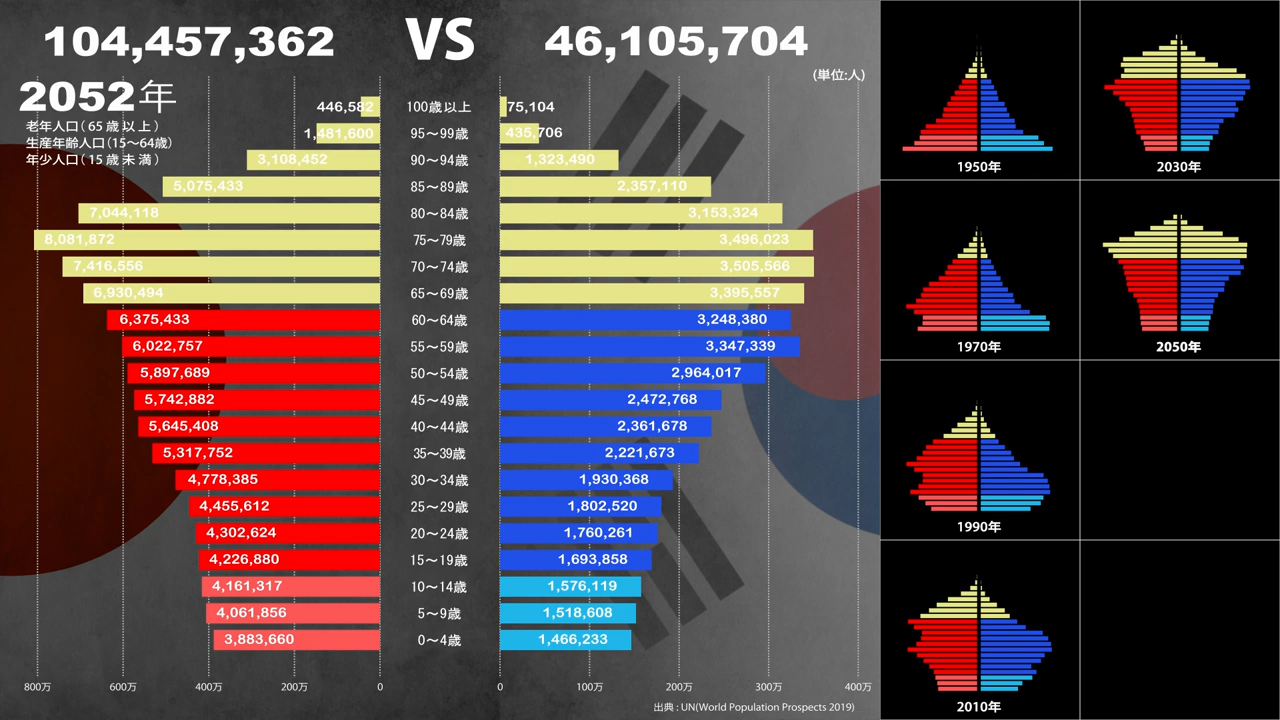 104,457,362 VS 46,105,704
(単位:人)
2052年
老年人口(65歳以上)
生産年齢人口(15~64歳)
年少人口(15歳未満)
446,582 100歳以上 75,104
1,481,600 95~99歳 435,706
3,108,452 90~94歳 1,323,490
5,075,433 85~89歳 2,357,110
7,044,118 80~84歳 3,153,324
8,081,872 75~79歳 3,496,023
7,416,556 70~74歳 3,505,566
6,930,494 65~69歳 3,395,557
6,375,433 60~64歳 3,248,380
6,022,757 55~59歳 3,347,339
5,897,689 50~54歳 2,964,017
5,742,882 45~49歳 2,472,768
5,645,408 40~44歳 2,361,678
5,317,752 35~39歳 2,221,673
4,778,385 30~34歳 1,930,368
4,455,612 25~29歳 1,802,520
4,302,624 20~24歳 1,760,261
4,226,880 15~19歳 1,693,858
4,161,317 10~14歳 1,576,119
4,061,856 5~9歳 1,518,608
3,883,660 0~4歳 1,466,233
800万 600万 400万 200万 0 0 100万 200万 300万 400万
出典 : UN(World Population Prospects 2019)
1950年 2030年
1970年 2050年
1990年
2010年